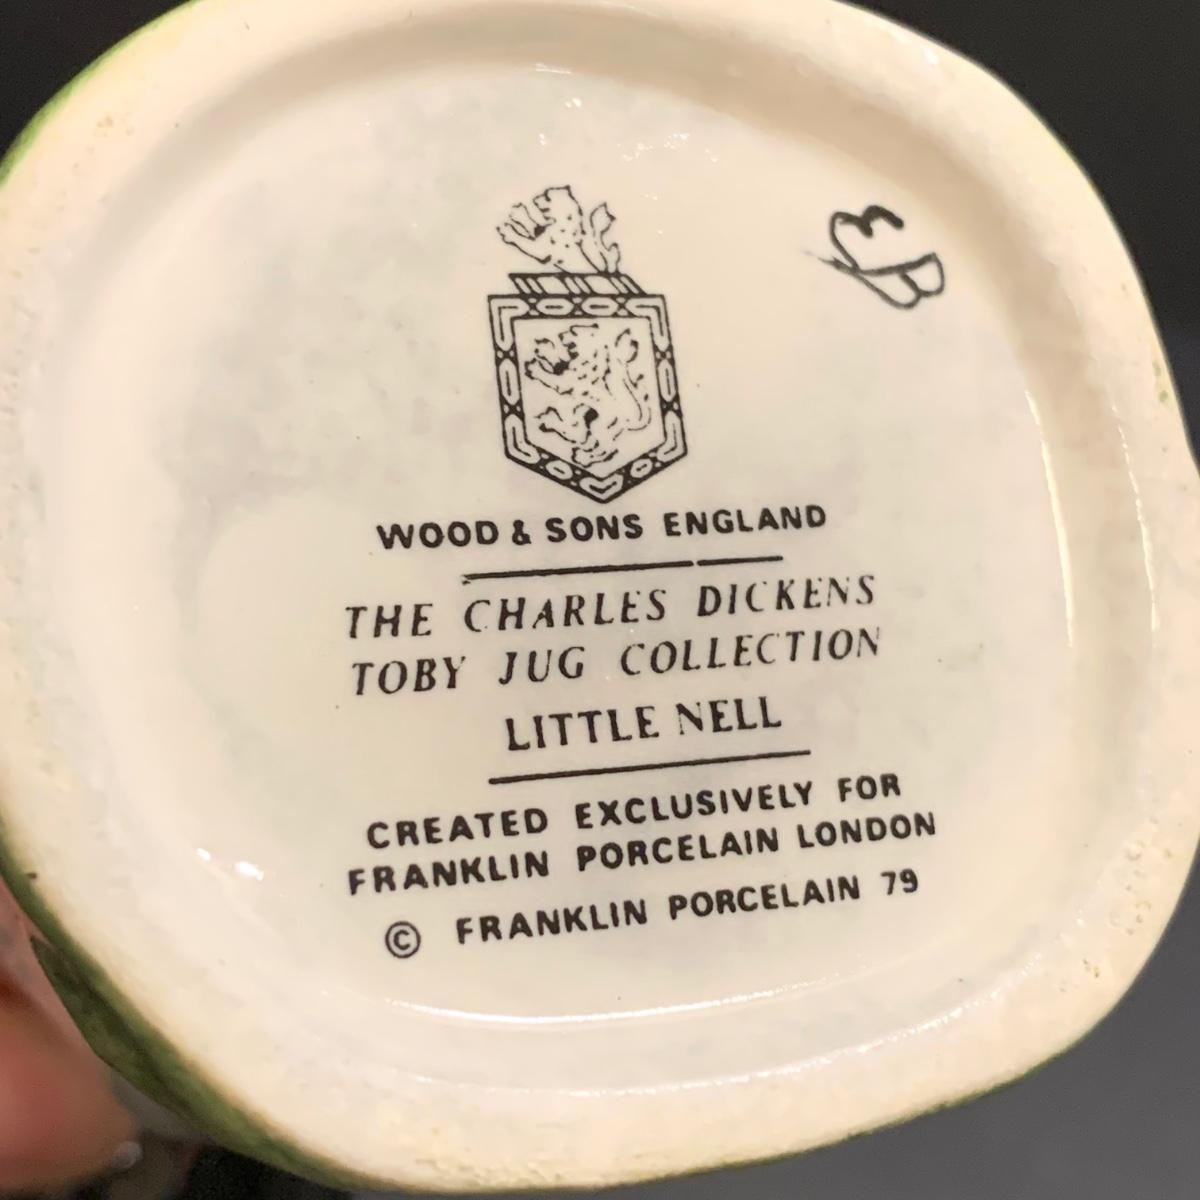 EB
WOOD & SONS ENGLAND
THE CHARLES DICKENS
TOBY JUG COLLECTION
LITTLE NELL
CREATED EXCLUSIVELY FOR
FRANKLIN PORCELAIN LONDON
© FRANKLIN PORCELAIN 79